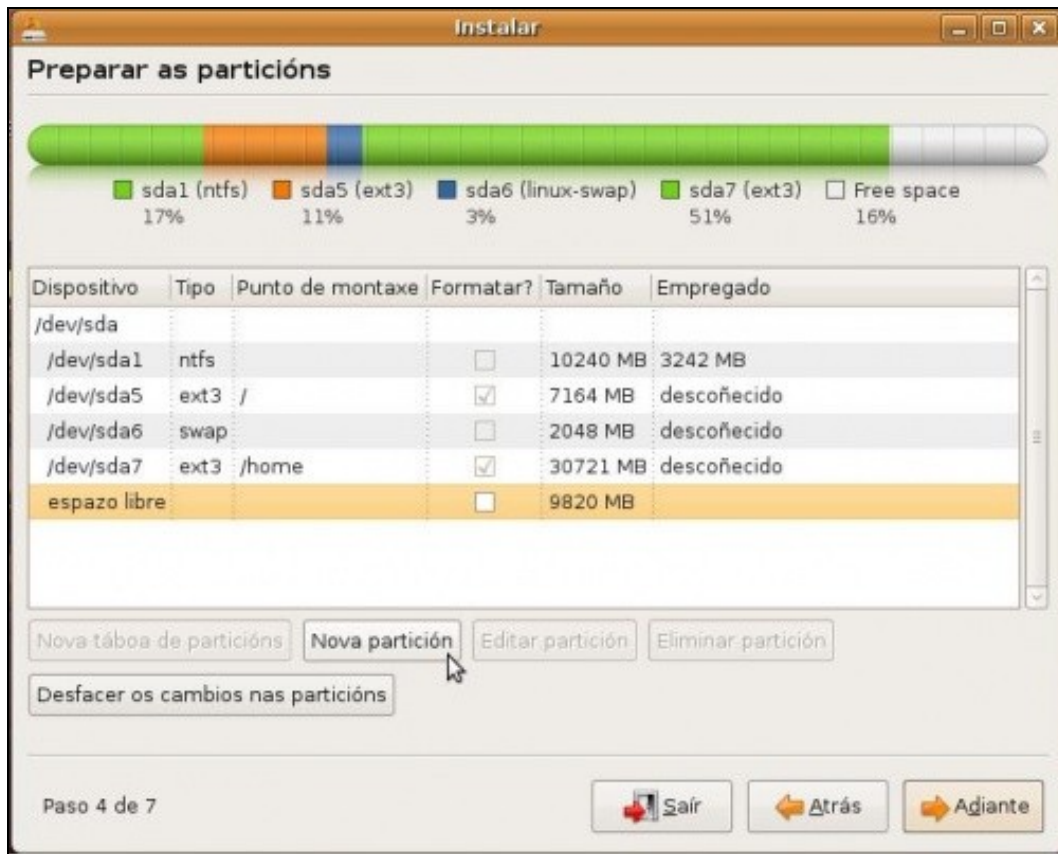 Instalar
Preparar as particións
sda1 (ntfs) sda5 (ext3) sda6 (linux-swap) sda7 (ext3) Free space
17% 11% 3% 51% 16%
Dispositivo Tipo Punto de montaxe Formatar? Tamaño Empregado
/dev/sda
/dev/sda1 ntfs 10240 MB 3242 MB
/dev/sda5 ext3 / 7164 MB descoñecido
/dev/sda6 swap 2048 MB descoñecido
/dev/sda7 ext3 /home 30721 MB descoñecido
espazo libre 9820 MB
Nova táboa de particións Nova partición Editar partición Eliminar partición
Desfacer os cambios nas particións
Paso 4 de 7 Saír Atrás Adiante